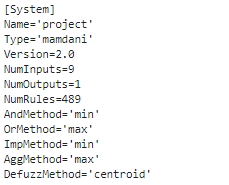 [System]
Name='project'
Type='mamdani'
Version=2.0
NumInputs=9
NumOutputs=1
NumRules=489
AndMethod='min'
OrMethod='max'
ImpMethod='min'
AggMethod='max'
DefuzzMethod='centroid'